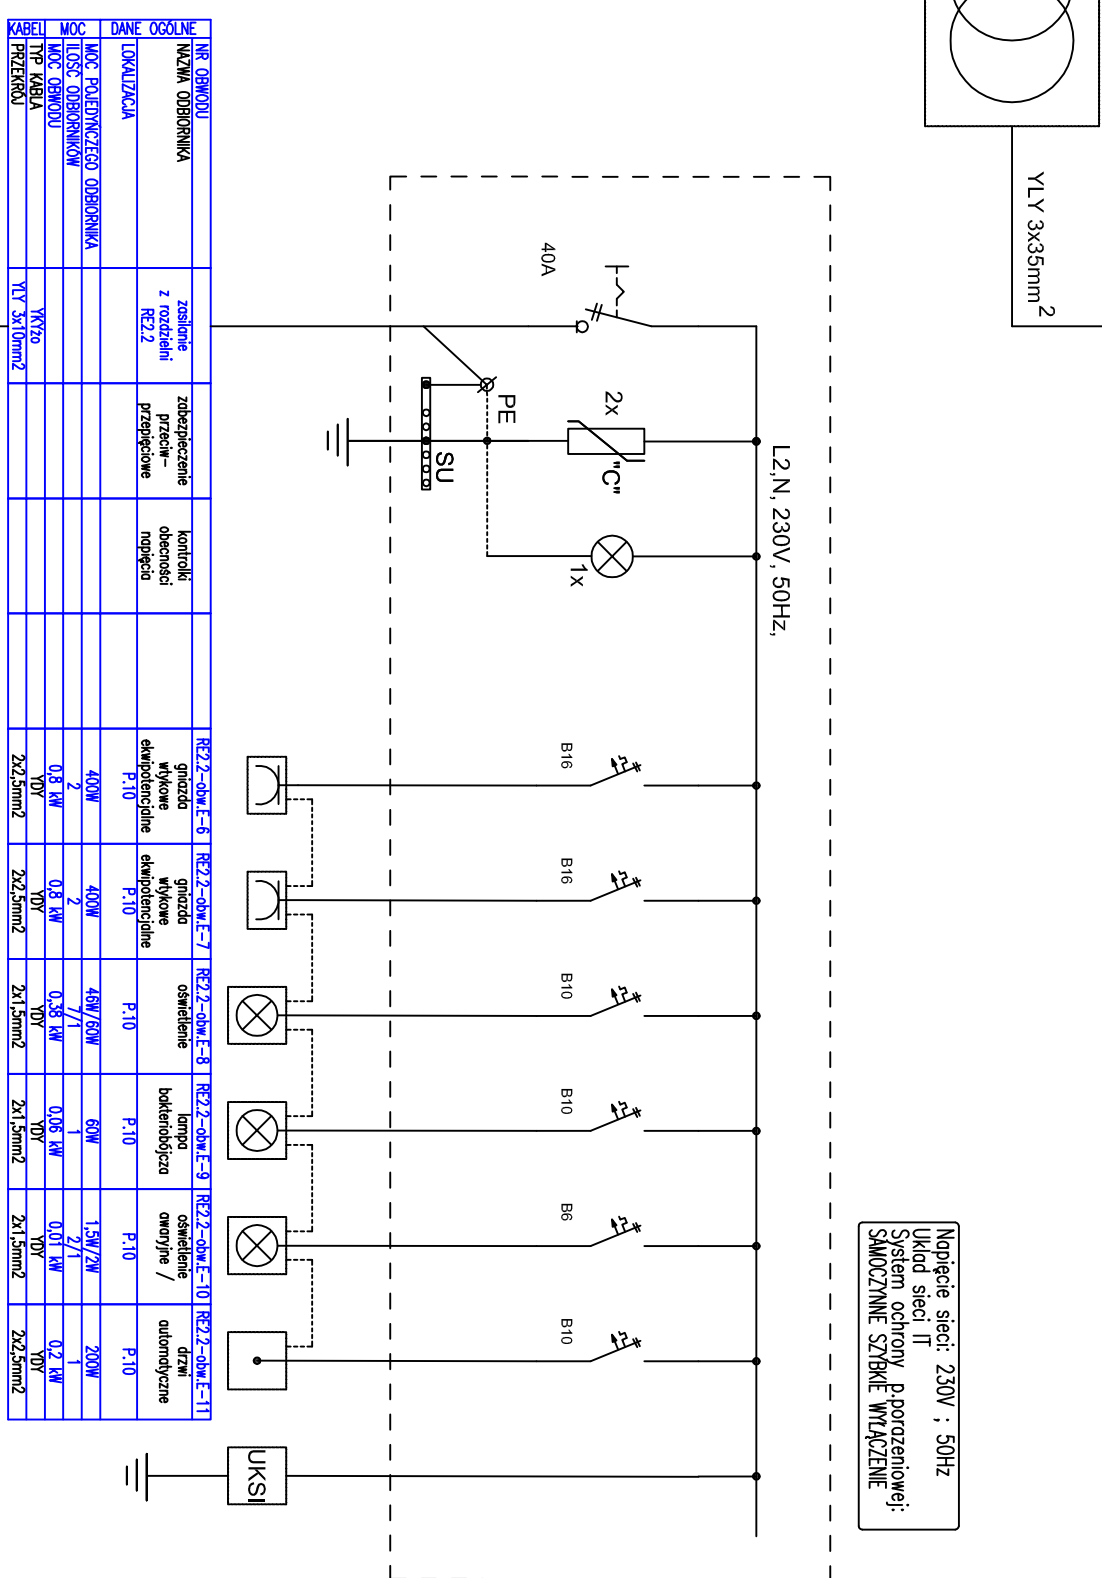 YLY 3x35mm²
Napięcie sieci: 230V ; 50Hz
Układ sieci IT
System ochrony p.porażeniowej:
SAMOCZYNNE SZYBKIE WYŁĄCZENIE
L2,N, 230V, 50Hz,
40A
2x
"C"
1x
PE
SU
B16
B16
B10
B10
B6
B10
UKSI
DANE OGÓLNE
MOC
KABEL
NR OBWODU
NAZWA ODBIORNIKA
LOKALIZACJA
MOC POJEDYNCZEGO ODBIORNIKA
ILOŚĆ ODBIORNIKÓW
MOC OBWODU
TYP KABLA
PRZEKRÓJ
zasilanie
z rozdzielni
RE2.2
YKYżo
YLY 3x10mm2
zabezpieczenie
przeciw-
przepięciowe
kontrolki
obecności
napięcia
RE2.2-obw.E-6
gniazda
wtykowe
ekwipotencjalne
P.10
400W
2
0,8 kW
YDY
2x2,5mm2
RE2.2-obw.E-7
gniazda
wtykowe
ekwipotencjalne
P.10
400W
2
0,8 kW
YDY
2x2,5mm2
RE2.2-obw.E-8
oświetlenie
P.10
46W/60W
7/1
0,38 kW
YDY
2x1,5mm2
RE2.2-obw.E-9
lampa
bakteriobójcza
P.10
60W
1
0,06 kW
YDY
2x1,5mm2
RE2.2-obw.E-10
oświetlenie
awaryjne /
P.10
1,5W/2W
2/1
0,01 kW
YDY
2x1,5mm2
RE2.2-obw.E-11
drzwi
automatyczne
P.10
200W
1
0,2 kW
YDY
2x2,5mm2